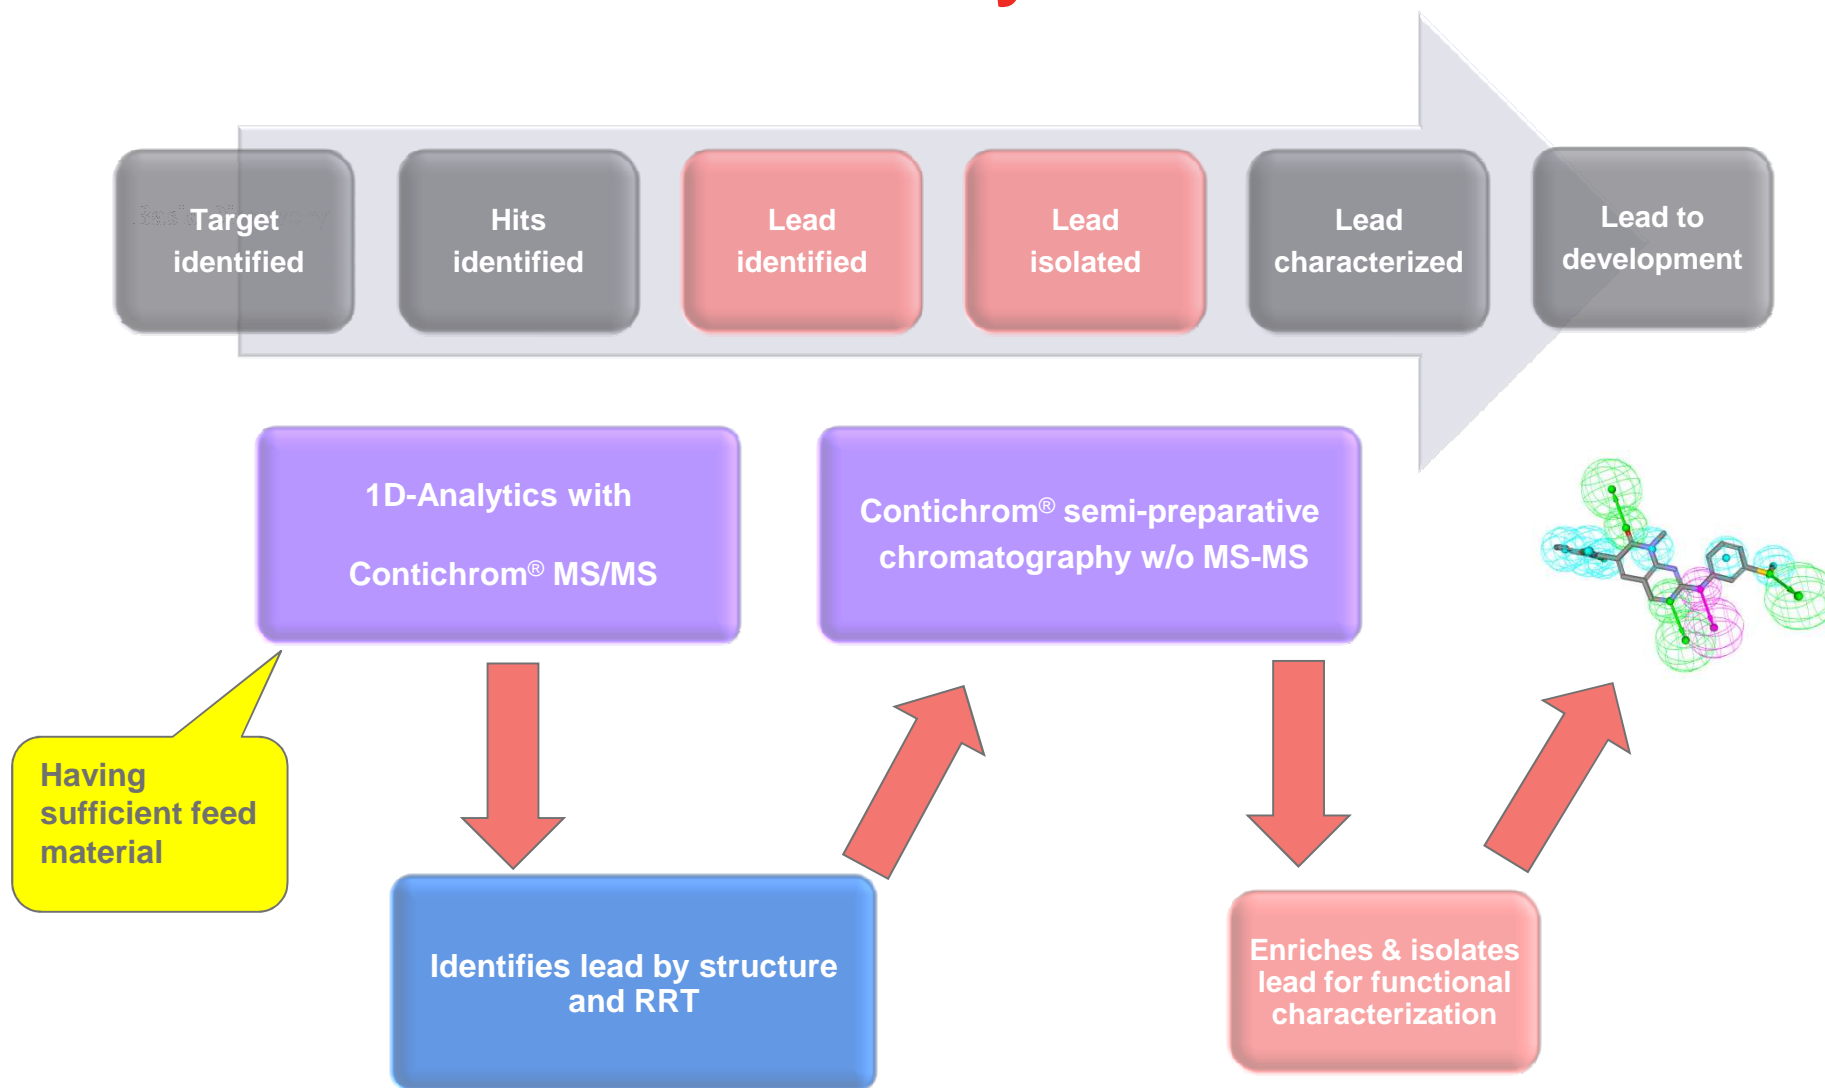 Target
identified
Hits
identified
Lead
identified
Lead
isolated
Lead
characterized
Lead to
development
1D-Analytics with
Contichrom® MS/MS
Contichrom® semi-preparative
chromatography w/o MS-MS
Having
sufficient feed
material
Identifies lead by structure
and RRT
Enriches & isolates
lead for functional
characterization